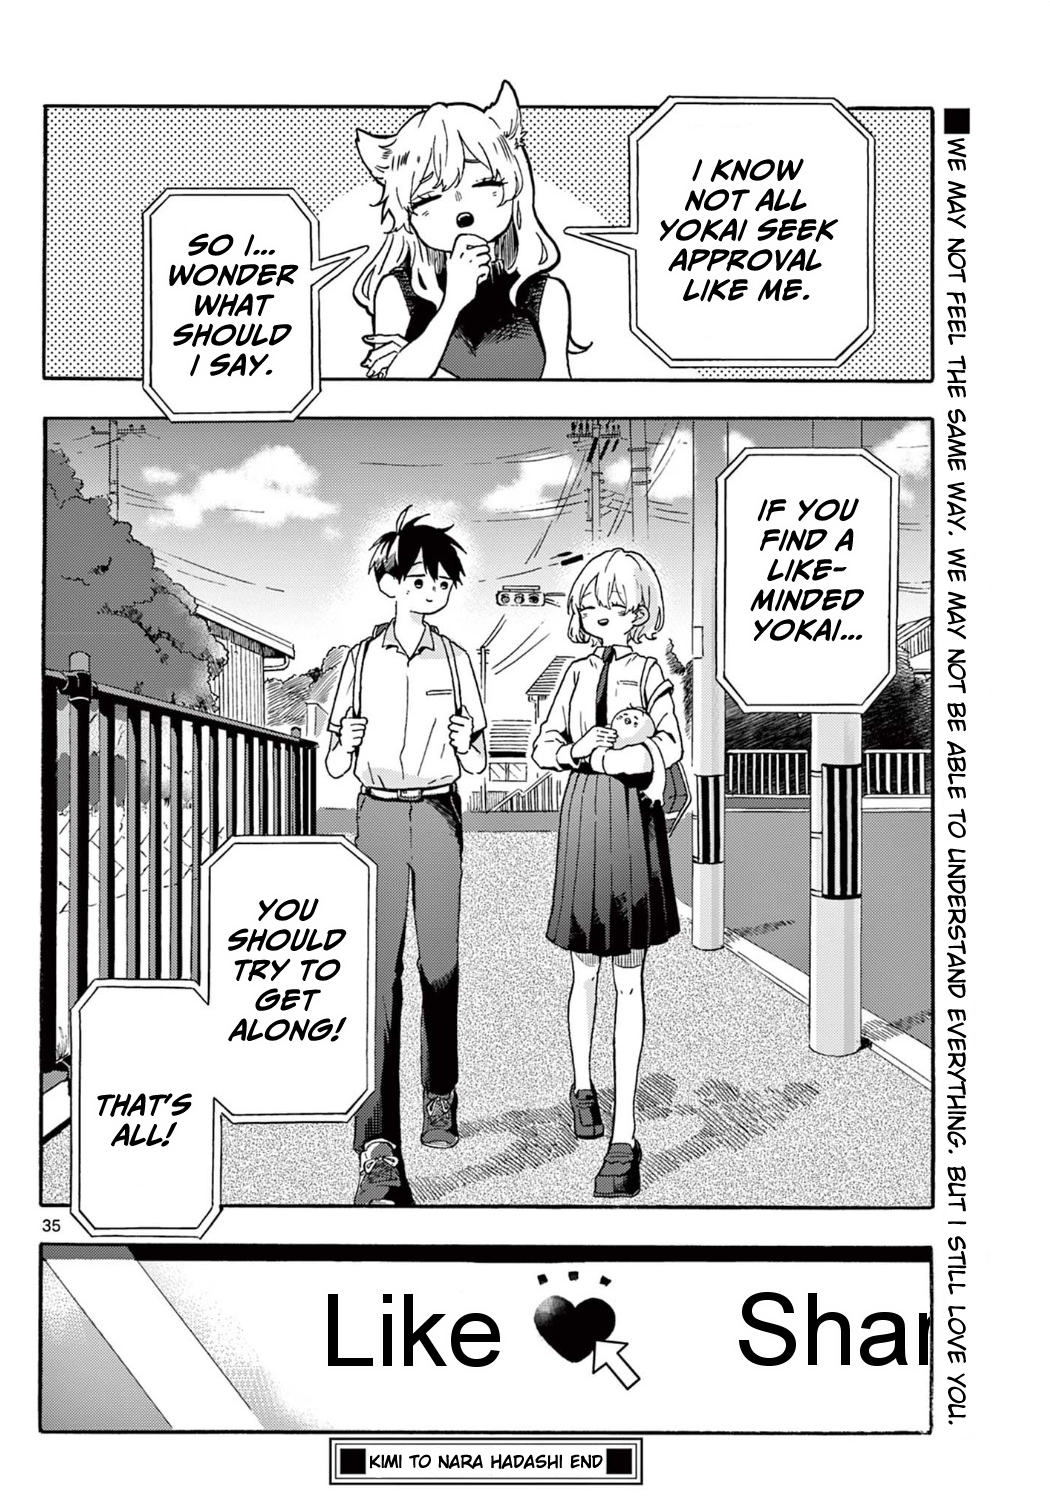 I KNOW
NOT ALL
YOKAI SEEK
APPROVAL
LIKE ME.
SO I...
WONDER
WHAT
SHOULD
I SAY.
IF YOU
FIND A
LIKE-
MINDED
YOKAI...
YOU
SHOULD
TRY TO
GET
ALONG!
THAT'S
ALL!
35
Like
Shar
WE MAY NOT FEEL THE SAME WAY. WE MAY NOT BE ABLE TO UNDERSTAND EVERYTHING. BUT I STILL LOVE YOU.
KIMI TO NARA HADASHI END